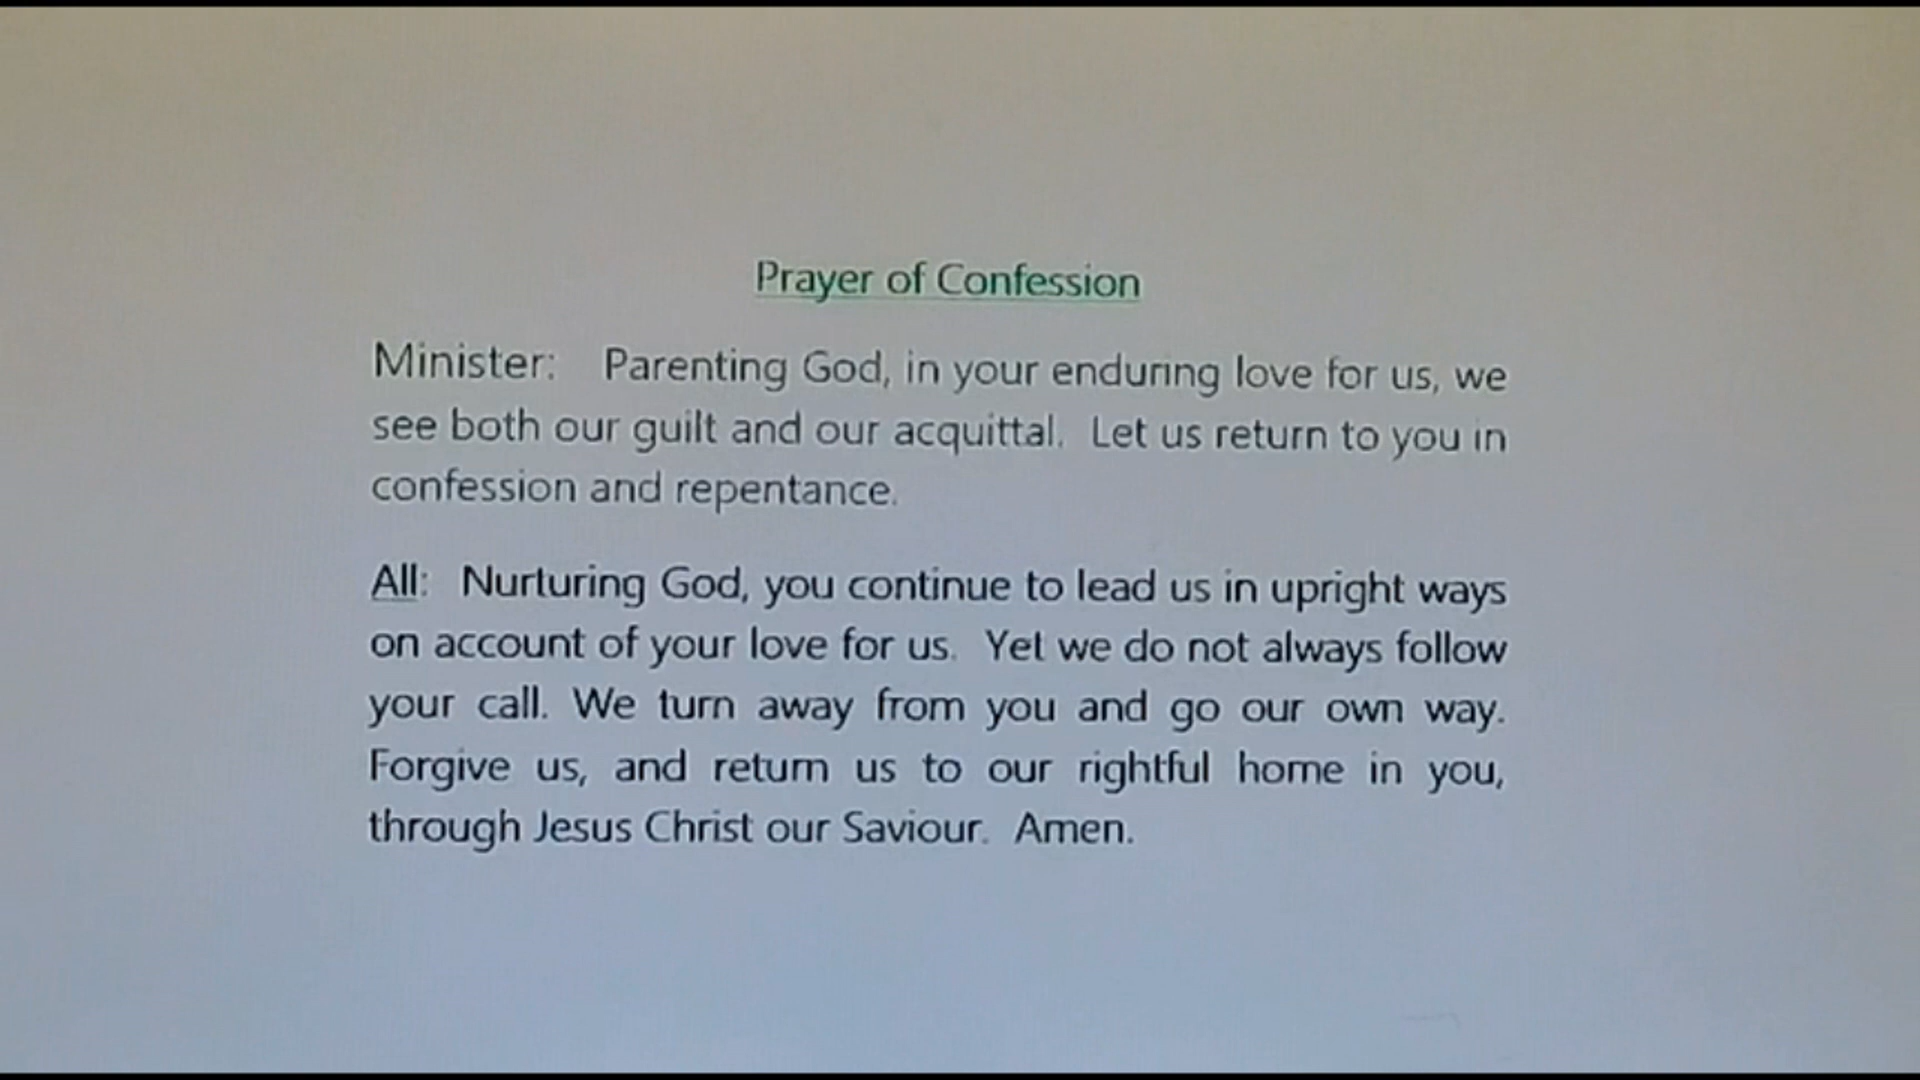 Prayer of Confession
Minister: Parenting God, in your enduring love for us, we
see both our guilt and our acquittal. Let us return to you in
confession and repentance.
All: Nurturing God, you continue to lead us in upright ways
on account of your love for us. Yet we do not always follow
your call. We turn away from you and go our own way.
Forgive us, and return us to our rightful home in you,
through Jesus Christ our Saviour. Amen.